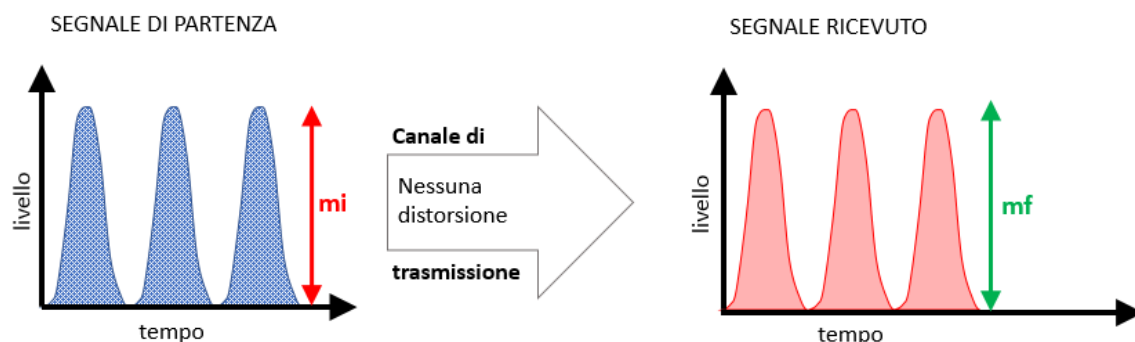 SEGNALE DI PARTENZA
livello
mi
tempo
Canale di
Nessuna
distorsione
trasmissione
SEGNALE RICEVUTO
livello
mf
tempo